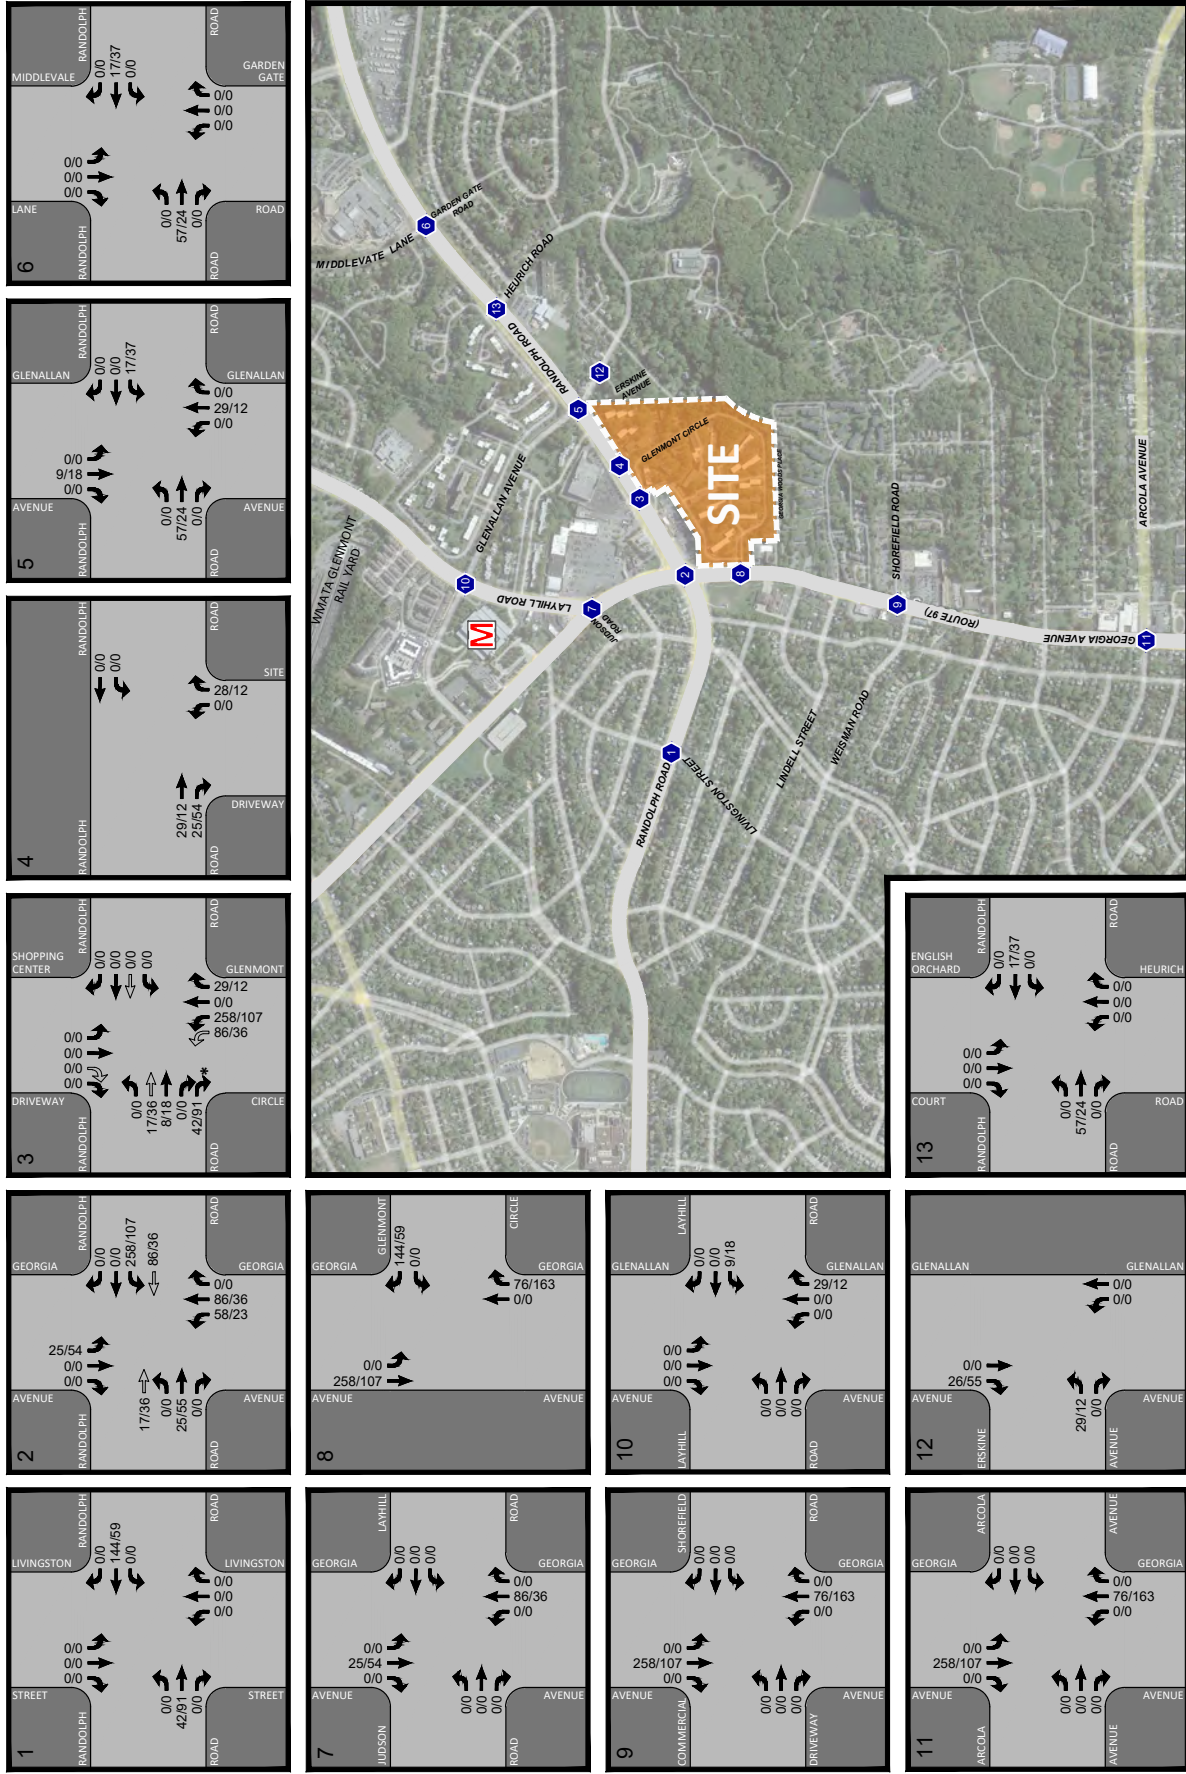 1
LIVINGSTON
STREET
RANDOLPH
ROAD
RANDOLPH
ROAD
LIVINGSTON
STREET
0/0
0/0
0/0
0/0
144/59
0/0
0/0
42/91
0/0
0/0
0/0
0/0
2
GEORGIA
AVENUE
RANDOLPH
ROAD
RANDOLPH
ROAD
GEORGIA
AVENUE
25/54
0/0
0/0
0/0
0/0
258/107
86/36
17/36
0/0
25/55
0/0
0/0
86/36
58/23
3
SHOPPING
CENTER
DRIVEWAY
RANDOLPH
ROAD
RANDOLPH
ROAD
GLENMONT
CIRCLE
0/0
0/0
0/0
0/0
0/0
0/0
0/0
0/0
0/0
17/36
8/18
0/0
42/91
*
29/12
0/0
258/107
86/36
4
RANDOLPH
ROAD
RANDOLPH
ROAD
SITE
DRIVEWAY
0/0
0/0
29/12
25/54
28/12
0/0
5
GLENALLAN
AVENUE
RANDOLPH
ROAD
RANDOLPH
ROAD
GLENALLAN
AVENUE
0/0
9/18
0/0
0/0
0/0
17/37
0/0
57/24
0/0
0/0
29/12
0/0
6
MIDDLEVALE
LANE
RANDOLPH
ROAD
RANDOLPH
ROAD
GARDEN
GATE
ROAD
0/0
0/0
0/0
0/0
17/37
0/0
0/0
57/24
0/0
0/0
0/0
0/0
7
GEORGIA
AVENUE
LAYHILL
ROAD
JUDSON
ROAD
GEORGIA
AVENUE
0/0
25/54
0/0
0/0
0/0
0/0
0/0
0/0
0/0
0/0
86/36
0/0
8
GEORGIA
AVENUE
GLENMONT
CIRCLE
GEORGIA
AVENUE
0/0
258/107
144/59
0/0
76/163
0/0
9
GEORGIA
AVENUE
SHOREFIELD
ROAD
COMMERCIAL
DRIVEWAY
GEORGIA
AVENUE
0/0
258/107
0/0
0/0
0/0
0/0
0/0
0/0
0/0
0/0
76/163
0/0
10
GLENALLAN
AVENUE
LAYHILL
ROAD
LAYHILL
ROAD
GLENALLAN
AVENUE
0/0
0/0
0/0
0/0
0/0
9/18
0/0
0/0
0/0
29/12
0/0
0/0
11
GEORGIA
AVENUE
ARCOLA
AVENUE
ARCOLA
AVENUE
GEORGIA
AVENUE
0/0
258/107
0/0
0/0
0/0
0/0
0/0
0/0
0/0
0/0
76/163
0/0
12
GLENALLAN
AVENUE
ERSKINE
AVENUE
GLENALLAN
0/0
26/55
29/12
0/0
0/0
0/0
13
ENGLISH
ORCHARD
COURT
RANDOLPH
ROAD
RANDOLPH
ROAD
HEURICH
ROAD
0/0
0/0
0/0
0/0
17/37
0/0
0/0
57/24
0/0
0/0
0/0
0/0
WMATA GLENMONT
RAIL YARD
M
GLENALLAN AVENUE
LAYHILL ROAD
JUDSON
ROAD
RANDOLPH ROAD
MIDDLEVATE LANE
GARDEN GATE
ROAD
HEURICH ROAD
ERSKINE
AVENUE
GLENMONT CIRCLE
SITE
GEORGIA WOODS PLACE
RANDOLPH ROAD
LIVINGSTON STREET
LINDELL STREET
WEISMAN ROAD
SHOREFIELD ROAD
(ROUTE 97)
GEORGIA AVENUE
ARCOLA AVENUE
1
2
3
4
5
6
7
8
9
10
11
12
13